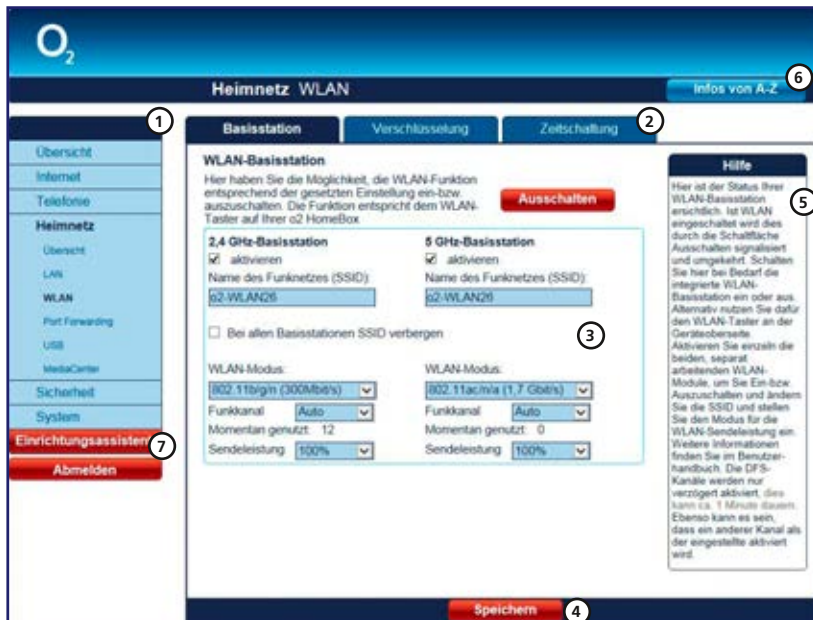 O2
Heimnetz WLAN
Infos von A-Z
6
1
Basisstation
Verschlüsselung
Zeitschaltung
2
Übersicht
Internet
Telefonie
Heimnetz
Übersicht
LAN
WLAN
Port Forwarding
USB
MediaCenter
Sicherheit
System
Einrichtungsassisten
7
Abmelden
WLAN-Basisstation
Hier haben Sie die Möglichkeit, die WLAN-Funktion
entsprechend der gesetzten Einstellung ein-bzw.
auszuschalten. Die Funktion entspricht dem WLAN-
Taster auf Ihrer o2 HomeBox
Ausschalten
2,4 GHz-Basisstation
5 GHz-Basisstation
aktivieren
aktivieren
Name des Funknetzes (SSID):
Name des Funknetzes (SSID):
o2-WLAN26
o2-WLAN26
Bei allen Basisstationen SSID verbergen
3
WLAN-Modus:
WLAN-Modus:
802.11b/g/n (300Mbit/s)
802.11ac/n/a (1,7 Gbit/s)
Funkkanal Auto
Funkkanal Auto
Momentan genutzt: 12
Momentan genutzt: 0
Sendeleistung 100%
Sendeleistung 100%
Hilfe
5
Hier ist der Status Ihrer
WLAN-Basisstation
ersichtlich. Ist WLAN
eingeschaltet wird dies
durch die Schaltfläche
Ausschalten signalisiert
und umgekehrt. Schalten
Sie hier bei Bedarf die
integrierte WLAN-
Basisstation ein oder aus.
Alternativ nutzen Sie dafür
den WLAN-Taster an der
Geräteoberseite.
Aktivieren Sie einzeln die
beiden, separat
arbeitenden WLAN-
Module, um Sie Ein-bzw.
Auszuschalten und ändern
Sie die SSID und stellen
Sie den Modus für die
WLAN-Sendeleistung ein.
Weitere Informationen
finden Sie im Benutzer-
handbuch. Die DFS-
Kanäle werden nur
verzögert aktiviert, dies
kann ca. 1 Minute dauern.
Ebenso kann es sein,
dass ein anderer Kanal als
der eingestellte aktiviert
wird.
Speichern
4